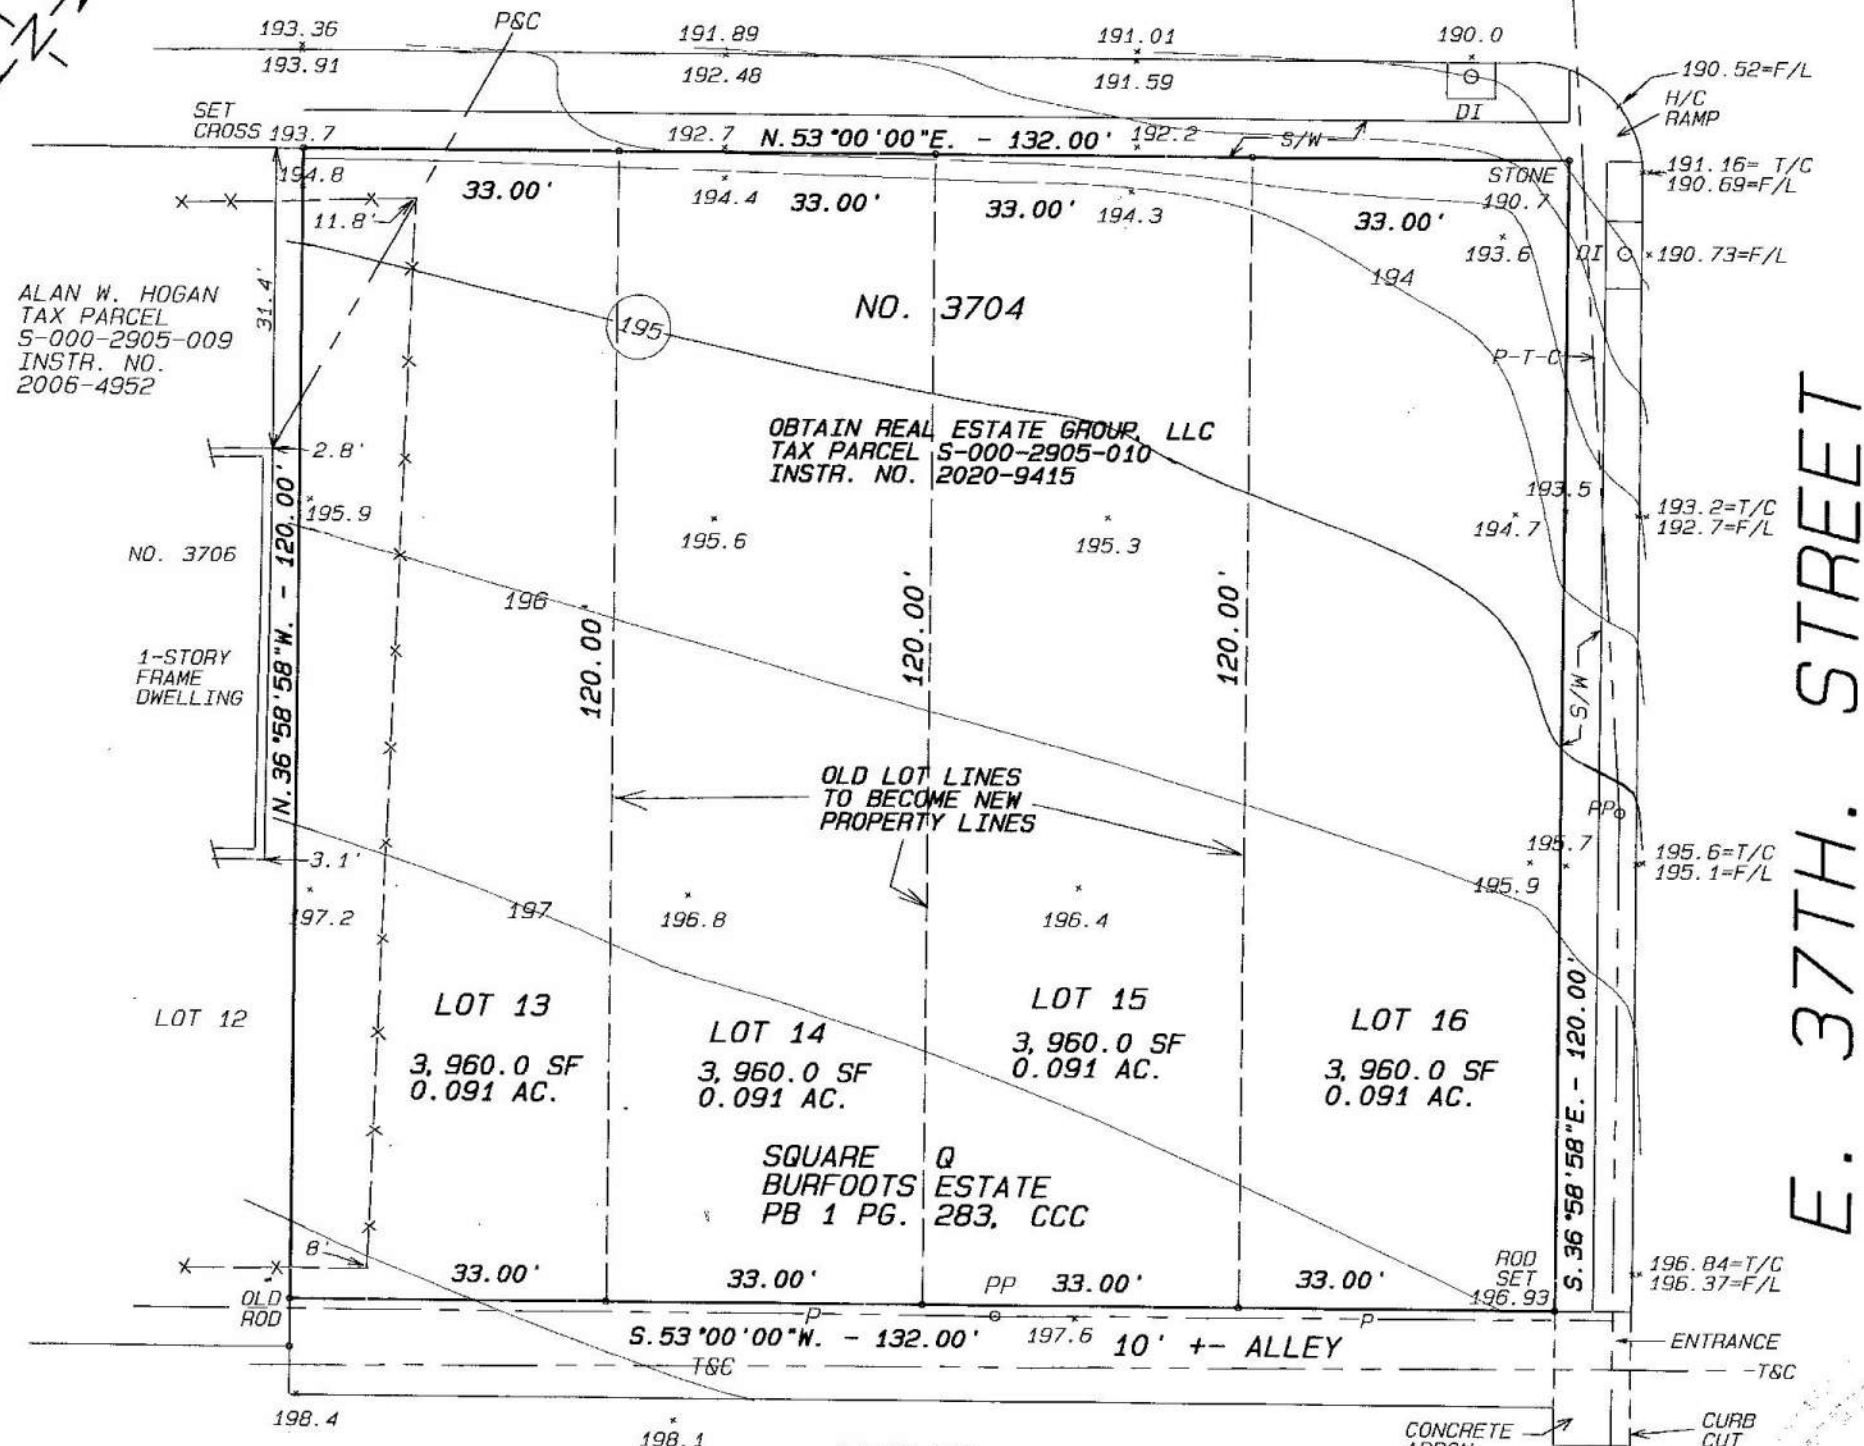 N
193.36
P&C
191.89
191.01
190.0
193.91
192.48
191.59
DI
190.52=F/L
H/C
RAMP
SET
CROSS 193.7
192.7
N.53°00'00"E. - 132.00'
192.2
S/W
191.16= T/C
190.69=F/L
194.8
33.00'
194.4
33.00'
33.00'
194.3
33.00'
STONE
190.7
11.8'
193.6
DI
190.73=F/L
31.4'
ALAN W. HOGAN
TAX PARCEL
S-000-2905-009
INSTR. NO.
2006-4952
195
NO. 3704
194
P-T-C
2.8'
OBTAIN REAL ESTATE GROUP, LLC
TAX PARCEL S-000-2905-010
INSTR. NO. 2020-9415
195.9
195.6
195.3
194.7
193.5
193.2=T/C
192.7=F/L
NO. 3706
196
120.00'
120.00'
120.00'
1-STORY
FRAME
DWELLING
N.36°58'58"W. - 120.00'
S/W
E. 37TH. STREET
OLD LOT LINES
TO BECOME NEW
PROPERTY LINES
PP
3.1'
197.2
197
196.8
196.4
195.9
195.7
195.6=T/C
195.1=F/L
LOT 12
LOT 13
3,960.0 SF
0.091 AC.
LOT 14
3,960.0 SF
0.091 AC.
LOT 15
3,960.0 SF
0.091 AC.
LOT 16
3,960.0 SF
0.091 AC.
S.36°58'58"E. - 120.00'
SQUARE Q
BURFOOTS ESTATE
PB 1 PG. 283, CCC
8'
33.00'
33.00'
PP
33.00'
33.00'
ROD
SET
196.93
196.84=T/C
196.37=F/L
OLD
ROD
P
P
S.53°00'00"W. - 132.00'
197.6
10' +- ALLEY
ENTRANCE
T&C
T&C
198.4
198.1
CONCRETE
CURB
CUT